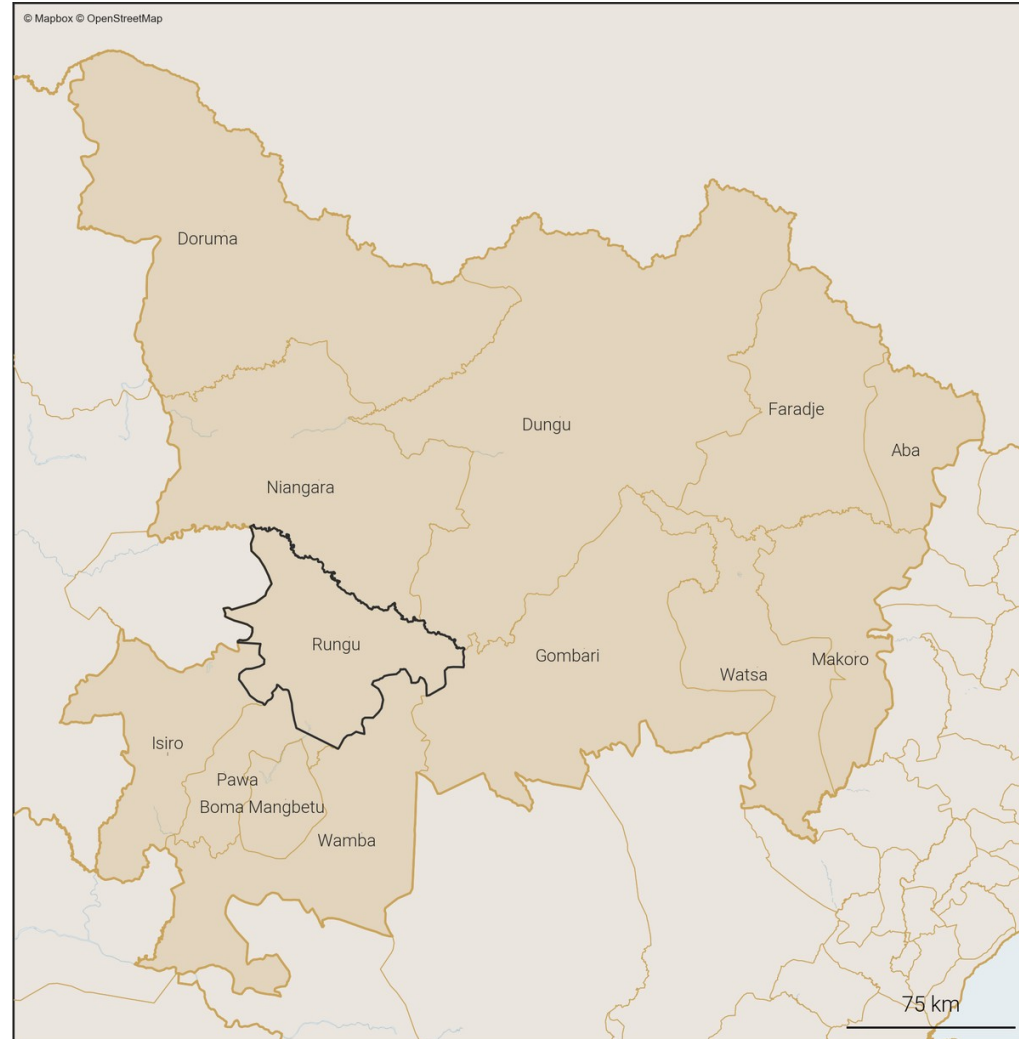 © Mapbox © OpenStreetMap
Doruma
Faradje
Dungu
Aba
Niangara
Rungu
Gombari
Makoro
Watsa
Isiro
Pawa
Boma Mangbetu
Wamba
75 km